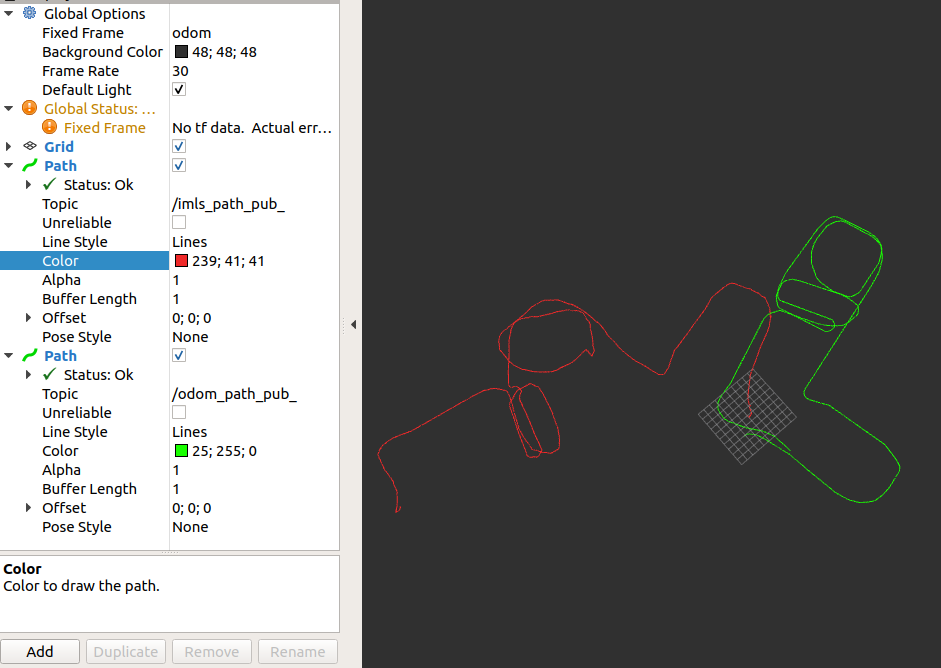 Global Options
Fixed Frame odom
Background Color 48; 48; 48
Frame Rate 30
Default Light
Global Status: ...
Fixed Frame No tf data. Actual err...
Grid
Path
Status: Ok
Topic /imls_path_pub_
Unreliable
Line Style Lines
Color 239; 41; 41
Alpha 1
Buffer Length 1
Offset 0; 0; 0
Pose Style None
Path
Status: Ok
Topic /odom_path_pub_
Unreliable
Line Style Lines
Color 25; 255; 0
Alpha 1
Buffer Length 1
Offset 0; 0; 0
Pose Style None
Color
Color to draw the path.
Add Duplicate Remove Rename